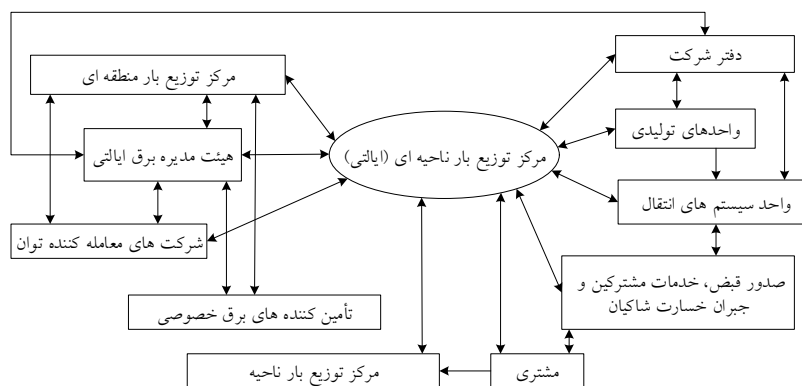 دفتر شرکت
مرکز توزیع بار منطقه ای
واحدهای تولیدی
هیئت مدیره برق ایالتی
مرکز توزیع بار ناحیه ای (ایالتی)
واحد سیستم های انتقال
شرکت های معامله کننده توان
صدور قبض، خدمات مشترکین و
جبران خسارت شاکیان
تأمین کننده های برق خصوصی
مشتری
مرکز توزیع بار ناحیه